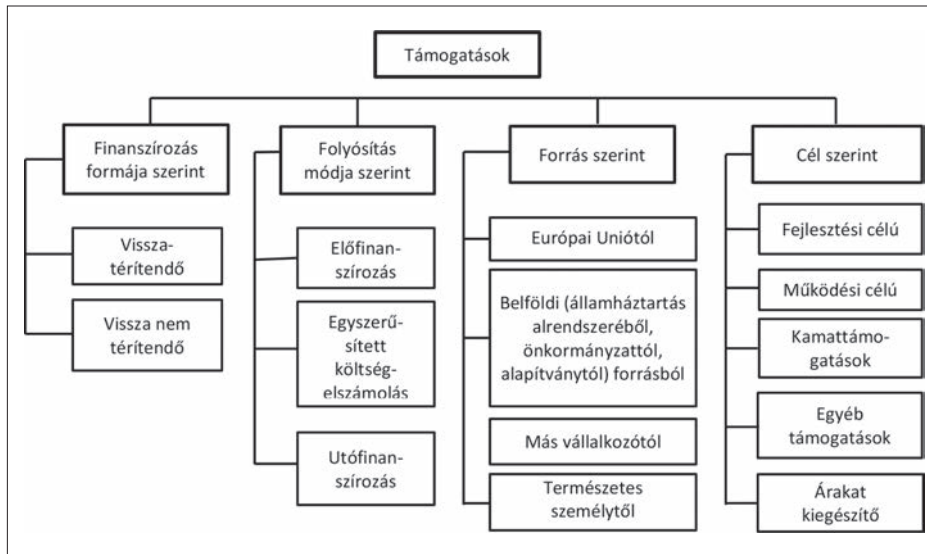 Támogatások
Finanszírozás
formája szerint
Vissza-
térítendő
Vissza nem
térítendő
Folyósítás
módja szerint
Előfinan-
szírozás
Egyszerű-
sített
költség-
elszámolás
Utófinan-
szírozás
Forrás szerint
Európai Uniótól
Belföldi (államháztartás
alrendszeréből,
önkormányzattól,
alapítványtól) forrásból
Más vállalkozótól
Természetes
személytől
Cél szerint
Fejlesztési célú
Működési célú
Kamattámo-
gatások
Egyéb
támogatások
Árakat
kiegészítő